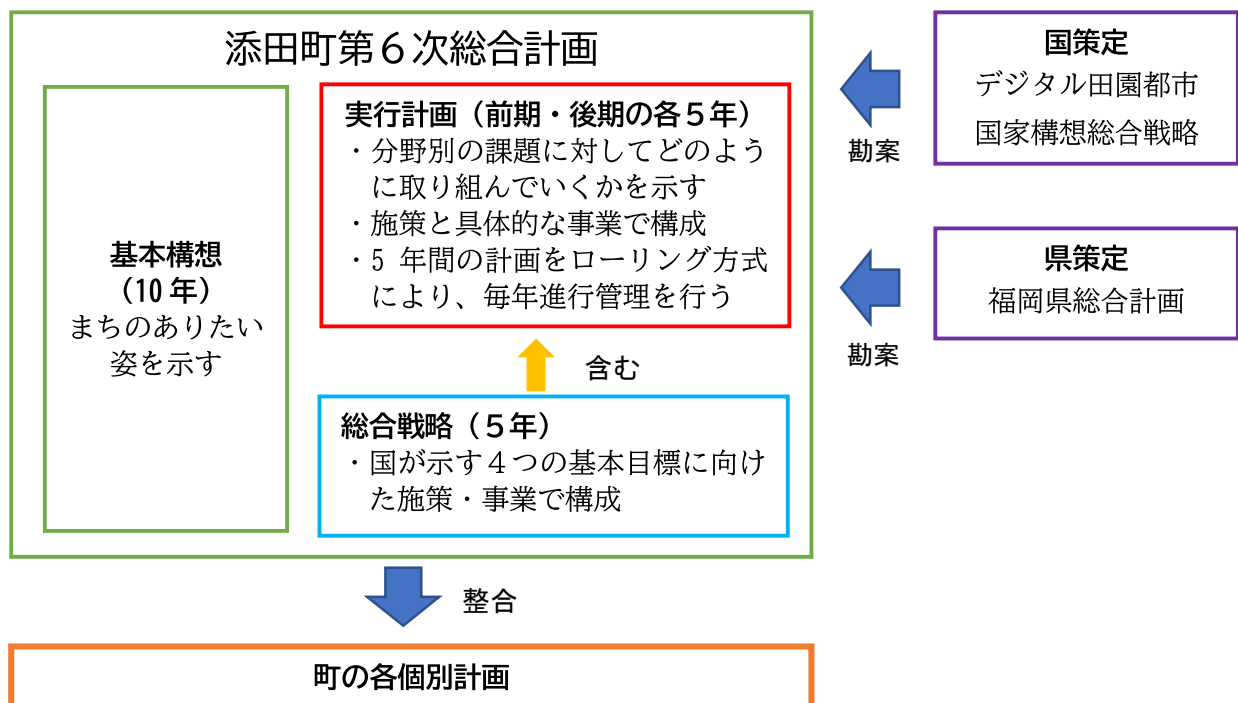 添田町第６次総合計画
基本構想
（10 年）
まちのありたい
姿を示す
実行計画（前期・後期の各５年）
・分野別の課題に対してどのよう
に取り組んでいくかを示す
・施策と具体的な事業で構成
・5 年間の計画をローリング方式
により、毎年進行管理を行う
含む
総合戦略（５年）
・国が示す４つの基本目標に向け
た施策・事業で構成
国策定
デジタル田園都市
国家構想総合戦略
勘案
県策定
福岡県総合計画
勘案
整合
町の各個別計画